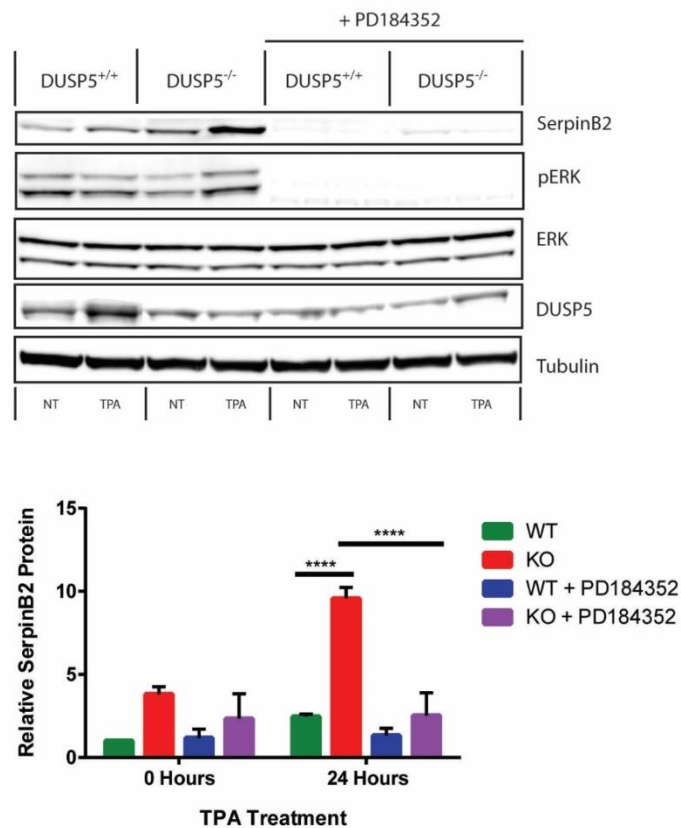 + PD184352
DUSP5+/+ DUSP5-/- DUSP5+/+ DUSP5-/-
SerpinB2
pERK
ERK
DUSP5
Tubulin
NT TPA NT TPA NT TPA NT TPA
15
10
5
0
Relative SerpinB2 Protein
**** ****
WT
KO
WT + PD184352
KO + PD184352
0 Hours 24 Hours
TPA Treatment